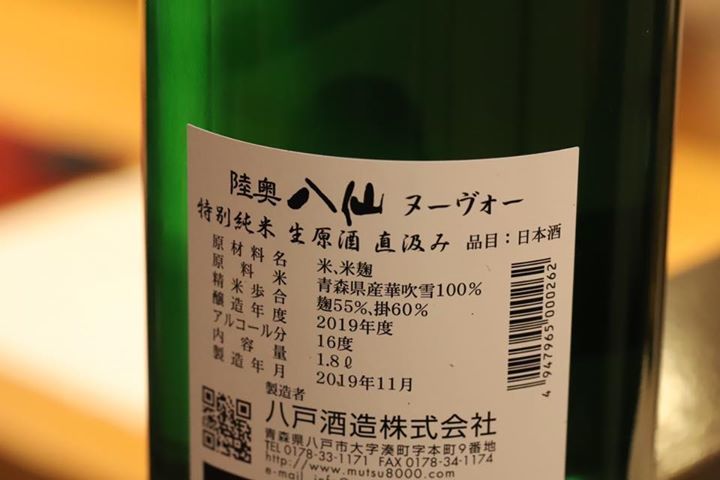 陸奥八仙 ヌーヴォー
特別純米 生原酒 直汲み 品目:日本酒
原材料名 米、米麹
原料米 青森県産華吹雪100%
精米歩合 麹55%、掛60%
醸造年度 2019年度
アルコール分 16度
内容量 1.8ℓ
製造年月 2019年11月
製造者
八戸酒造株式会社
青森県八戸市大字湊町字本町9番地
TEL 0178-33-1171 FAX 0178-34-1174
http://www.mutsu8000.com/
e-mail
4 947965 000262